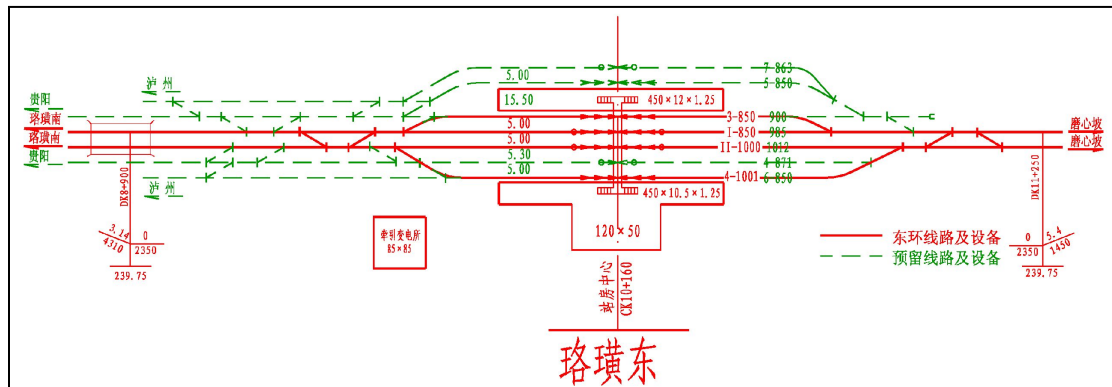 泸州
贵阳
珞璜南
珞璜南
贵阳
泸州
5.00
15.50
5.00
5.00
5.30
5.00
7-863
5-850
450×12×1.25
3-850 900
I-850 985
II-1000 1012
4-871
4-1001 6-850
450×10.5×1.25
磨心坡
磨心坡
DK8+900
3.14
4310
0
2350
239.75
牵引变电所
85×85
120×50
站房中心
CK10+160
DK11+250
0
2350
5.4
1450
239.75
东环线路及设备
预留线路及设备
珞璜东